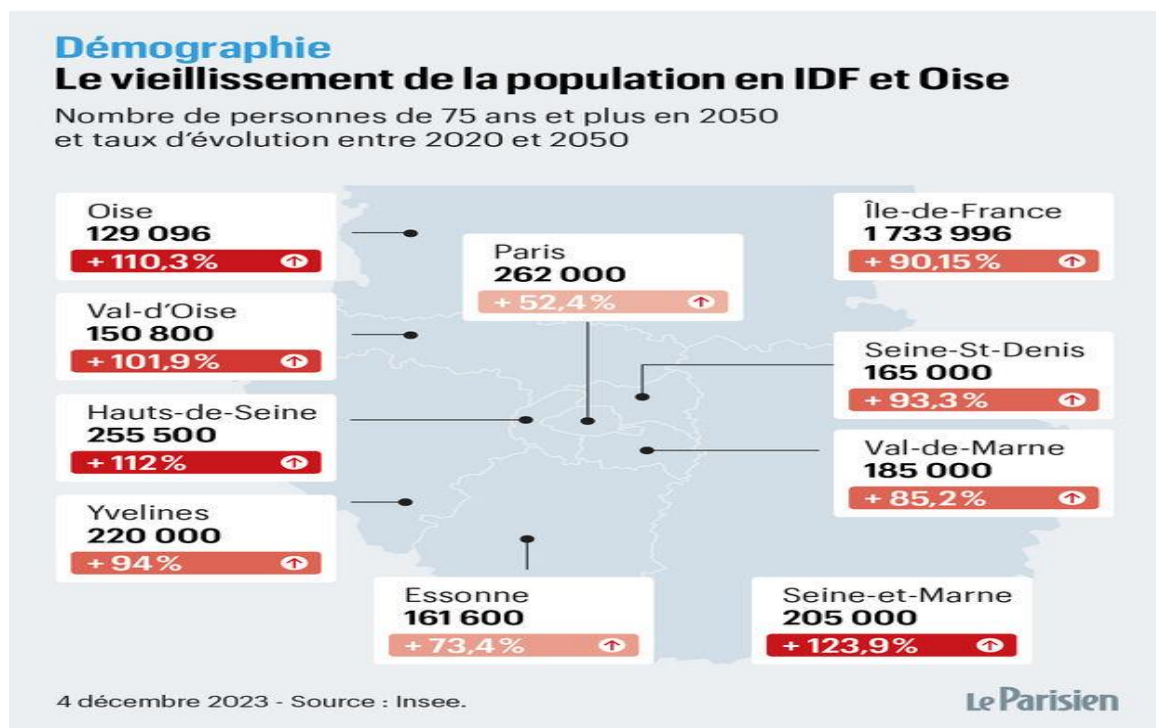 Démographie
Le vieillissement de la population en IDF et Oise
Nombre de personnes de 75 ans et plus en 2050
et taux d'évolution entre 2020 et 2050
Oise
129 096
+ 110,3%
Val-d'Oise
150 800
+ 101,9%
Hauts-de-Seine
255 500
+ 112%
Yvelines
220 000
+ 94%
Paris
262 000
+ 52,4%
Île-de-France
1 733 996
+ 90,15%
Seine-St-Denis
165 000
+ 93,3%
Val-de-Marne
185 000
+ 85,2%
Essonne
161 600
+ 73,4%
Seine-et-Marne
205 000
+ 123,9%
4 décembre 2023 - Source : Insee.
Le Parisien